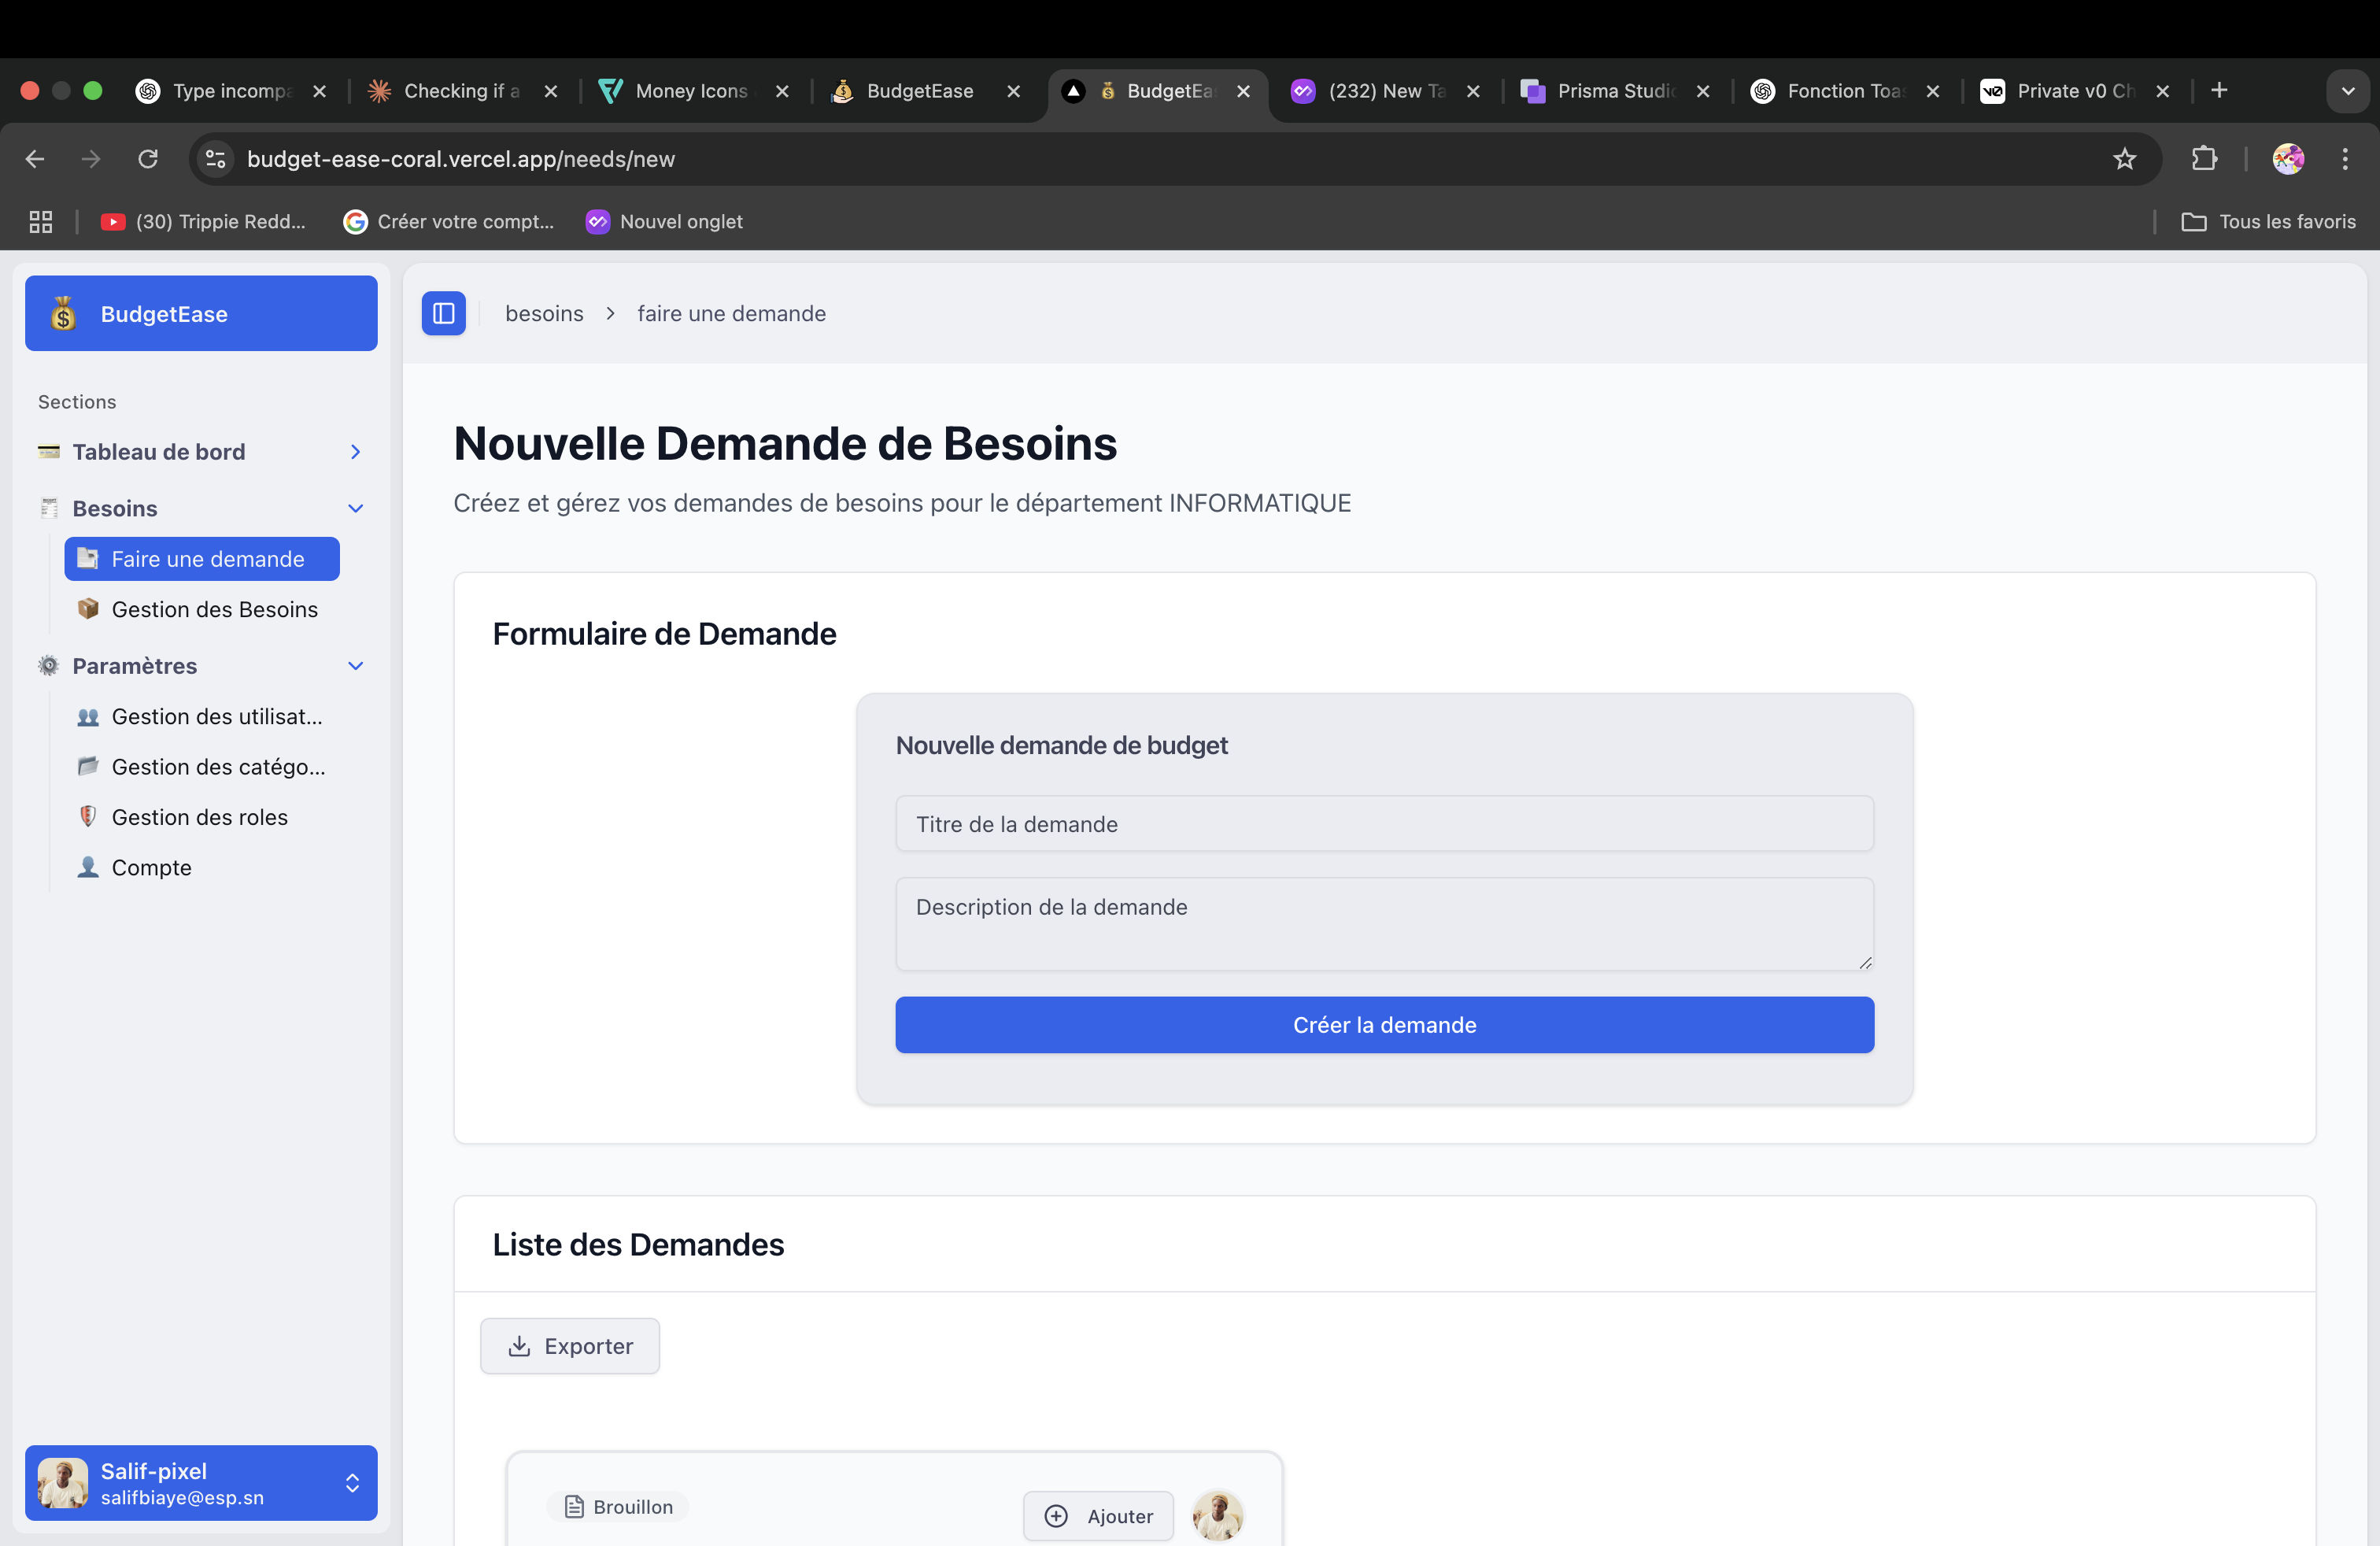 Type incompa
Checking if a
Money Icons
BudgetEase
BudgetEas
(232) New Ta
Prisma Studio
Fonction Toas
Private v0 Ch
budget-ease-coral.vercel.app/needs/new
(30) Trippie Redd...
Créer votre compt...
Nouvel onglet
Tous les favoris
BudgetEase
Sections
Tableau de bord
Besoins
Faire une demande
Gestion des Besoins
Paramètres
Gestion des utilisat...
Gestion des catégo...
Gestion des roles
Compte
Salif-pixel
salifbiaye@esp.sn
besoins > faire une demande
Nouvelle Demande de Besoins
Créez et gérez vos demandes de besoins pour le département INFORMATIQUE
Formulaire de Demande
Nouvelle demande de budget
Titre de la demande
Description de la demande
Créer la demande
Liste des Demandes
Exporter
Brouillon
Ajouter